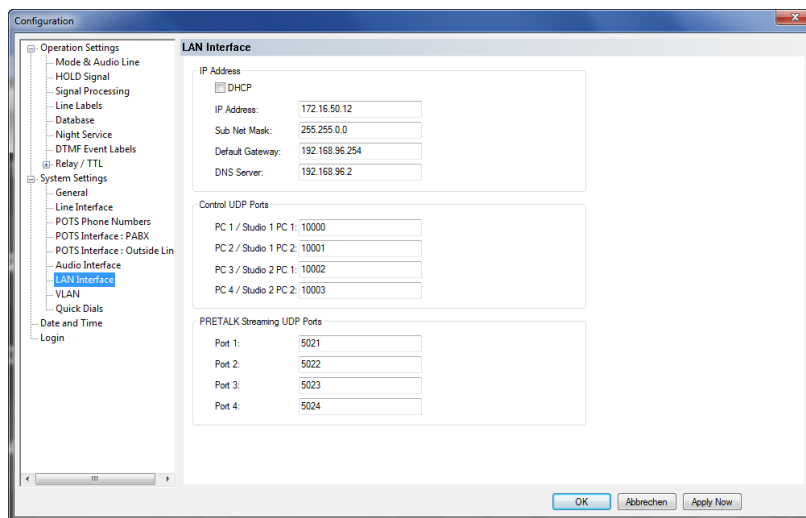 Configuration
Operation Settings
Mode & Audio Line
HOLD Signal
Signal Processing
Line Labels
Database
Night Service
DTMF Event Labels
Relay / TTL
System Settings
General
Line Interface
POTS Phone Numbers
POTS Interface : PABX
POTS Interface : Outside Lin
Audio Interface
LAN Interface
VLAN
Quick Dials
Date and Time
Login
LAN Interface
IP Address
DHCP
IP Address: 172.16.50.12
Sub Net Mask: 255.255.0.0
Default Gateway: 192.168.96.254
DNS Server: 192.168.96.2
Control UDP Ports
PC 1 / Studio 1 PC 1: 10000
PC 2 / Studio 1 PC 2: 10001
PC 3 / Studio 2 PC 1: 10002
PC 4 / Studio 2 PC 2: 10003
PRETALK Streaming UDP Ports
Port 1: 5021
Port 2: 5022
Port 3: 5023
Port 4: 5024
OK Abbrechen Apply Now